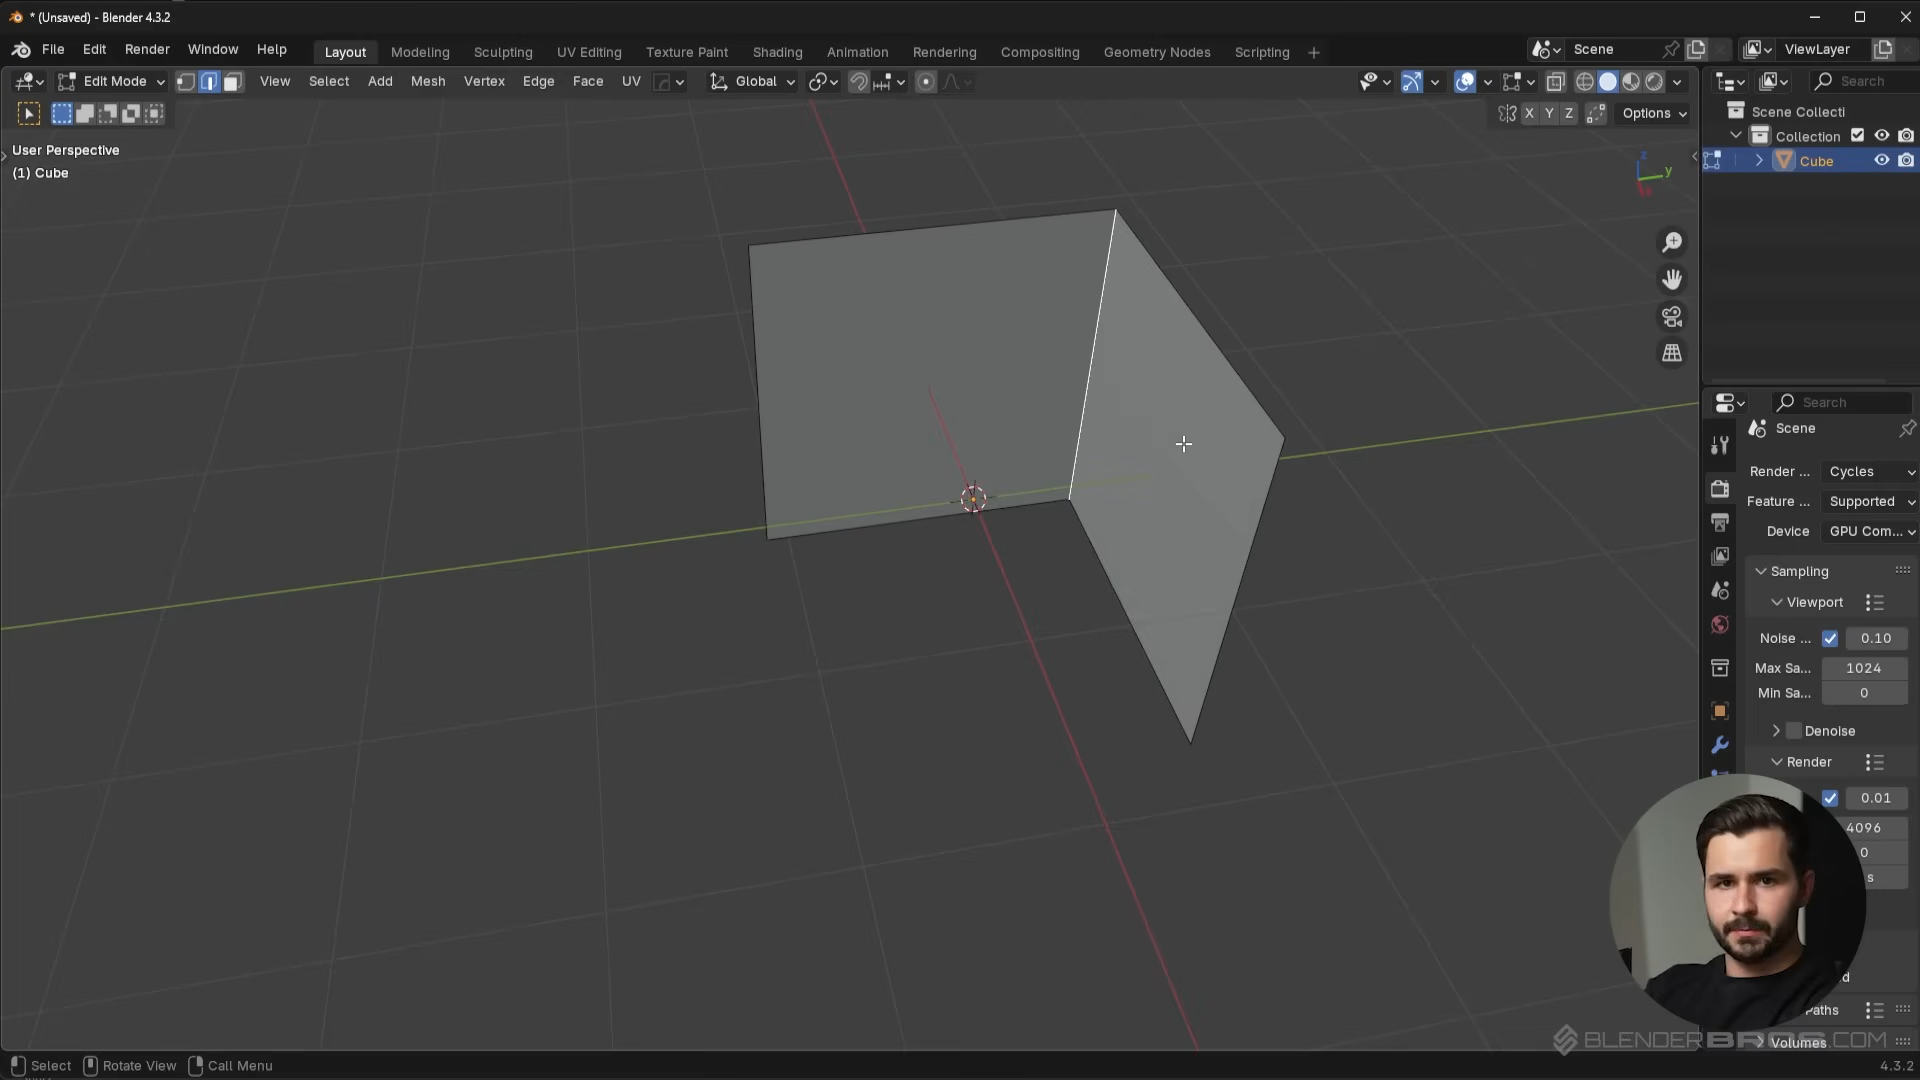 * (Unsaved) - Blender 4.3.2
File Edit Render Window Help Layout Modeling Sculpting UV Editing Texture Paint Shading Animation Rendering Compositing Geometry Nodes Scripting + Scene ViewLayer
Edit Mode View Select Add Mesh Vertex Edge Face UV Global Search
X Y Z Options
Scene Collecti
Collection
Cube
User Perspective
(1) Cube
z
y
Search
Scene
Render ... Cycles
Feature ... Supported
Device GPU Com...
Sampling
Viewport
Noise ... 0.10
Max Sa... 1024
Min Sa... 0
Denoise
Render
0.01
4096
0
s
d
Paths
BLENDERBROS.COM
Volumes
Select Rotate View Call Menu 4.3.2